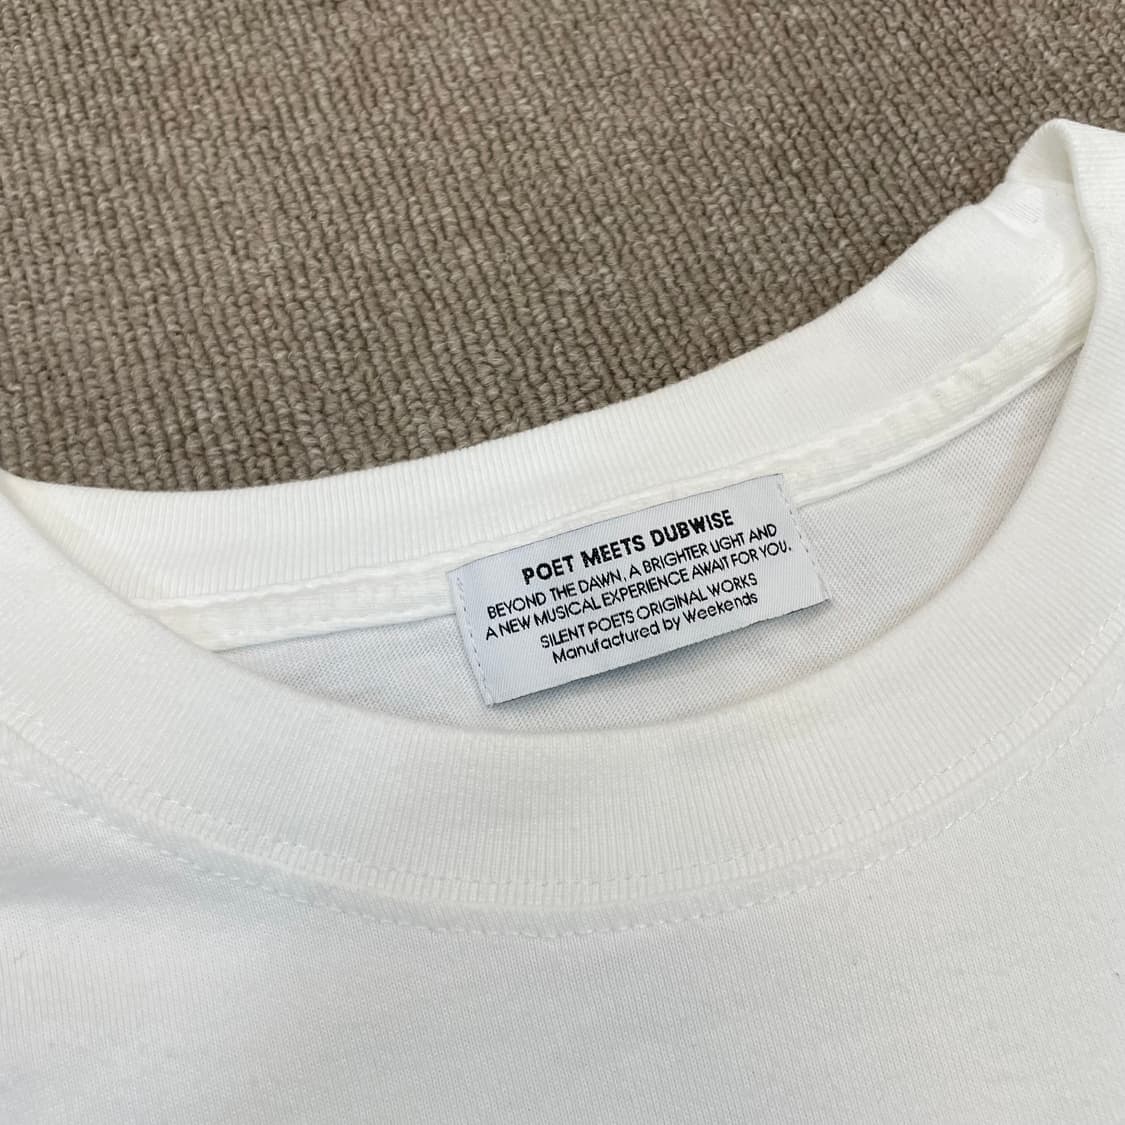 POET MEETS DUBWISE
BEYOND THE DAWN, A BRIGHTER LIGHT AND
A NEW MUSICAL EXPERIENCE AWAIT FOR YOU.
SILENT POETS ORIGINAL WORKS
Manufactured by Weekends